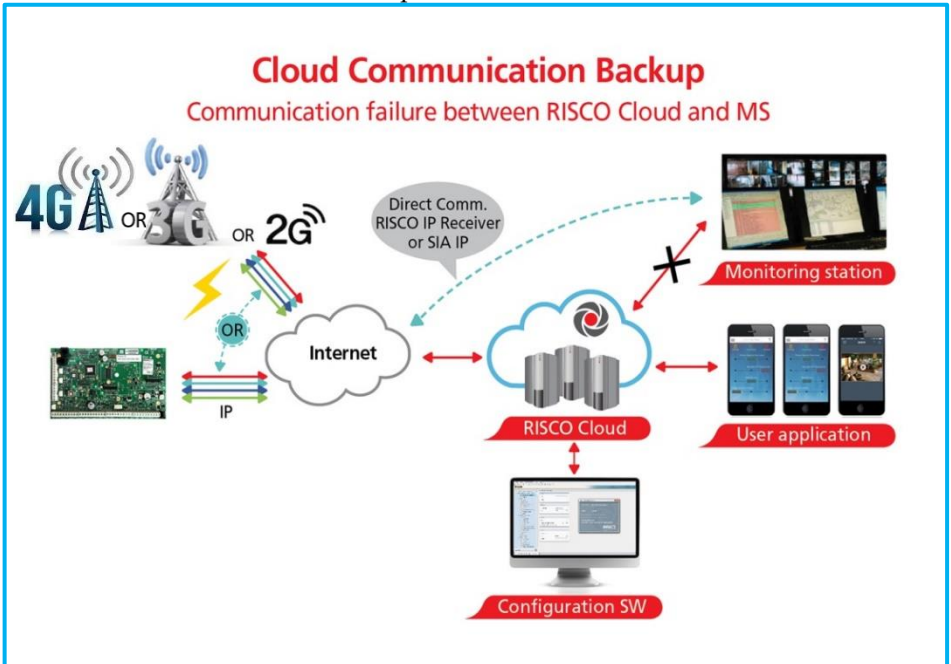 Cloud Communication Backup
Communication failure between RISCO Cloud and MS
4G
OR
3G
OR
2G
Direct Comm.
RISCO IP Receiver
or SIA IP
Monitoring station
OR
Internet
IP
RISCO Cloud
User application
Configuration SW